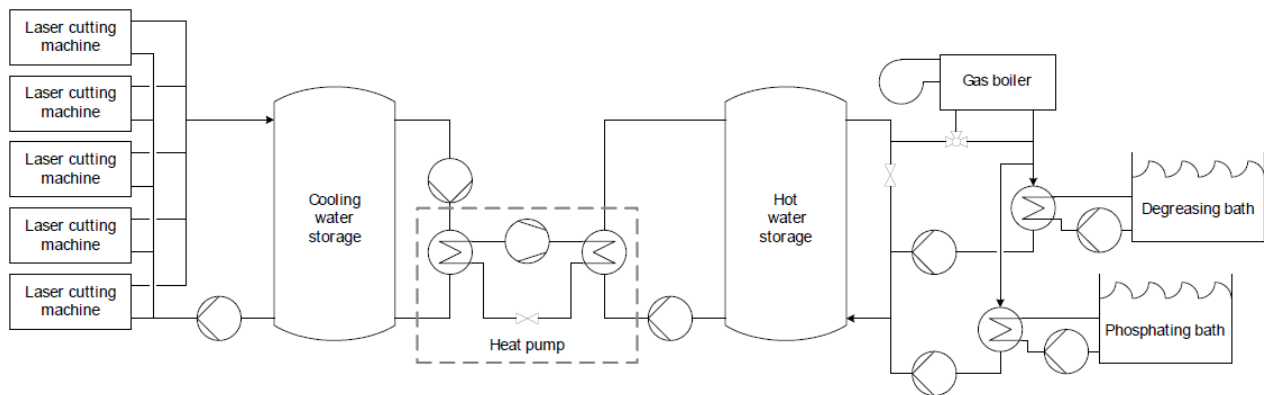 Laser cutting
machine
Laser cutting
machine
Laser cutting
machine
Laser cutting
machine
Laser cutting
machine
Cooling
water
storage
Heat pump
Hot
water
storage
Gas boiler
Degreasing bath
Phosphating bath